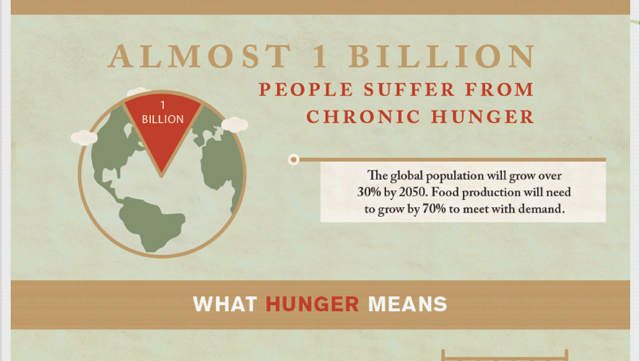 ALMOST 1 BILLION
PEOPLE SUFFER FROM
CHRONIC HUNGER
1
BILLION
The global population will grow over
30% by 2050. Food production will need
to grow by 70% to meet with demand.
WHAT HUNGER MEANS